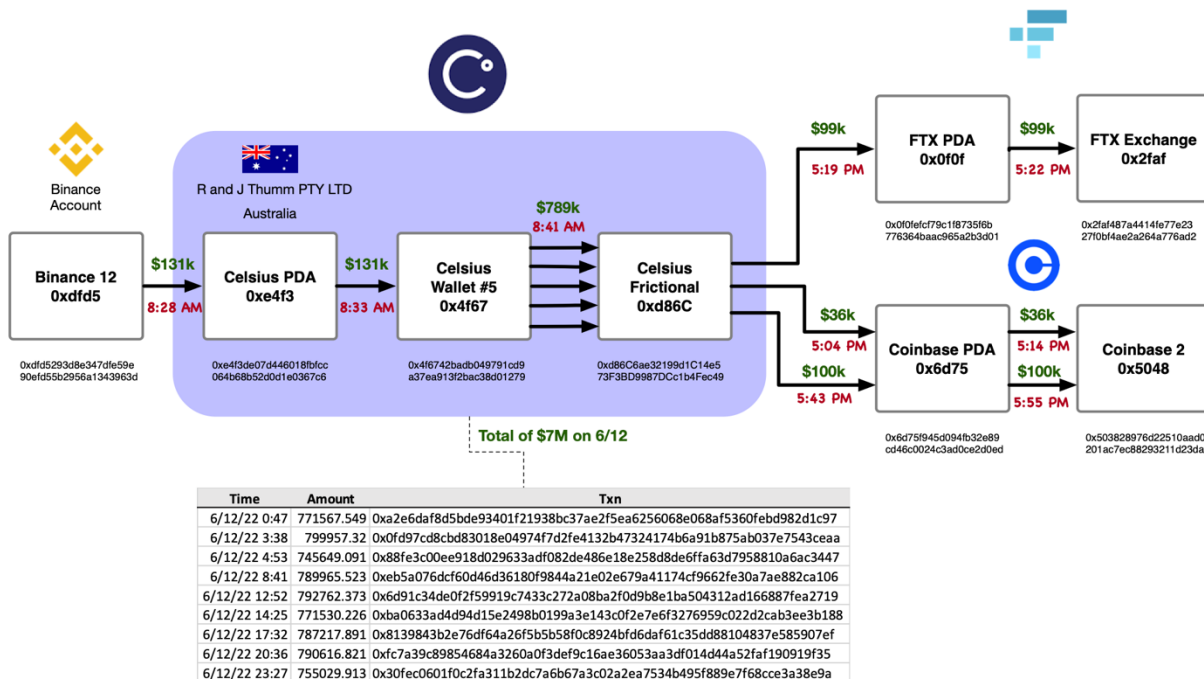 Binance
Account
R and J Thumm PTY LTD
Australia
Binance 12
0xdfd5
0xdfd5293d8e347dfe59e
90efd55b2956a1343963d
$131k
8:28 AM
Celsius PDA
0xe4f3
0xe4f3de07d446018fbfcc
064b68b52d0d1e0367c6
$131k
8:33 AM
Celsius
Wallet #5
0x4f67
0x4f6742badb049791cd9
a37ea913f2bac38d01279
$789k
8:41 AM
Celsius
Frictional
0xd86C
0xd86C6ae32199d1C14e5
73F3BD9987DCc1b4Fec49
$99k
5:19 PM
FTX PDA
0x0f0f
0x0f0fefcf79c1f8735f6b
776364baac965a2b3d01
$99k
5:22 PM
FTX Exchange
0x2faf
0x2faf487a4414fe77e23
27f0bf4ae2a264a776ad2
$36k
5:04 PM
$100k
5:43 PM
Coinbase PDA
0x6d75
0x6d75f945d094fb32e89
cd46c0024c3ad0ce2d0ed
$36k
5:14 PM
$100k
5:55 PM
Coinbase 2
0x5048
0x503828976d22510aad0
201ac7ec88293211d23da
Total of $7M on 6/12
Time Amount Txn
6/12/22 0:47 771567.549 0xa2e6daf8d5bde93401f21938bc37ae2f5ea6256068e068af5360febd982d1c97
6/12/22 3:38 799957.32 0x0fd97cd8cbd83018e04974f7d2fe4132b47324174b6a91b875ab037e7543ceaa
6/12/22 4:53 745649.091 0x88fe3c00ee918d029633adf082de486e18e258d8de6ffa63d7958810a6ac3447
6/12/22 8:41 789965.523 0xeb5a076dcf60d46d36180f9844a21e02e679a41174cf9662fe30a7ae882ca106
6/12/22 12:52 792762.373 0x6d91c34de0f2f59919c7433c272a08ba2f0d9b8e1ba504312ad166887fea2719
6/12/22 14:25 771530.226 0xba0633ad4d94d15e2498b0199a3e143c0f2e7e6f3276959c022d2cab3ee3b188
6/12/22 17:32 787217.891 0x8139843b2e76df64a26f5b5b58f0c8924bfd6daf61c35dd88104837e585907ef
6/12/22 20:36 790616.821 0xfc7a39c89854684a3260a0f3def9c16ae36053aa3df014d44a52faf190919f35
6/12/22 23:27 755029.913 0x30fec0601f0c2fa311b2dc7a6b67a3c02a2ea7534b495f889e7f68cce3a38e9a